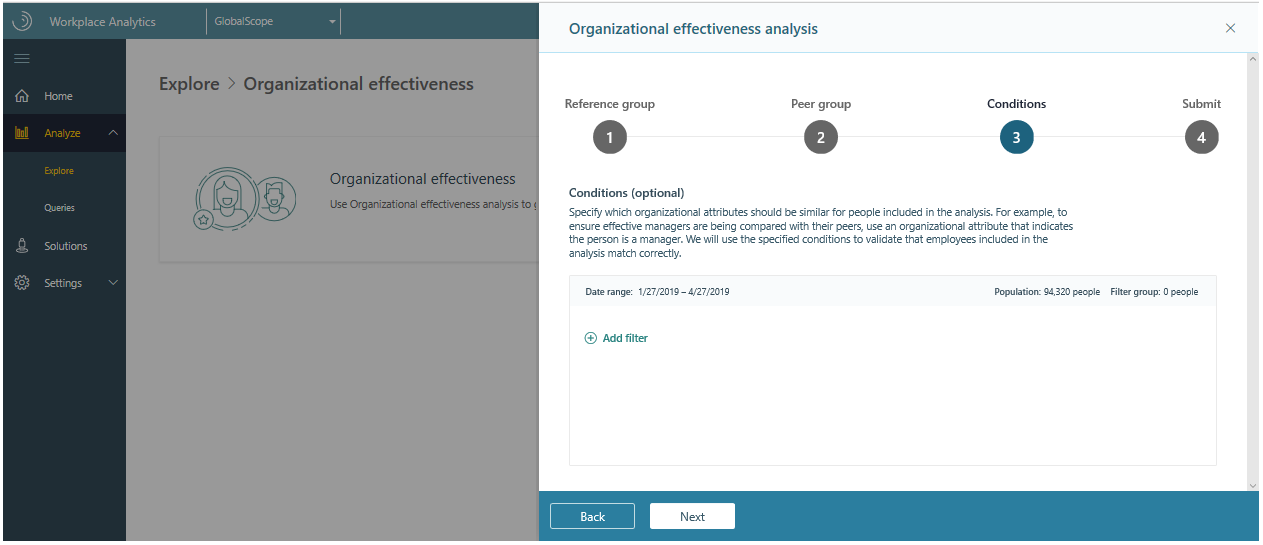 Workplace Analytics
GlobalScope
Home
Analyze
Explore
Queries
Solutions
Settings
Explore > Organizational effectiveness
Organizational effectiveness
Use Organizational effectiveness analysis to
Organizational effectiveness analysis
Reference group
Peer group
Conditions
Submit
1
2
3
4
Conditions (optional)
Specify which organizational attributes should be similar for people included in the analysis. For example, to
ensure effective managers are being compared with their peers, use an organizational attribute that indicates
the person is a manager. We will use the specified conditions to validate that employees included in the
analysis match correctly.
Date range: 1/27/2019 – 4/27/2019
Population: 94,320 people Filter group: 0 people
Add filter
Back
Next